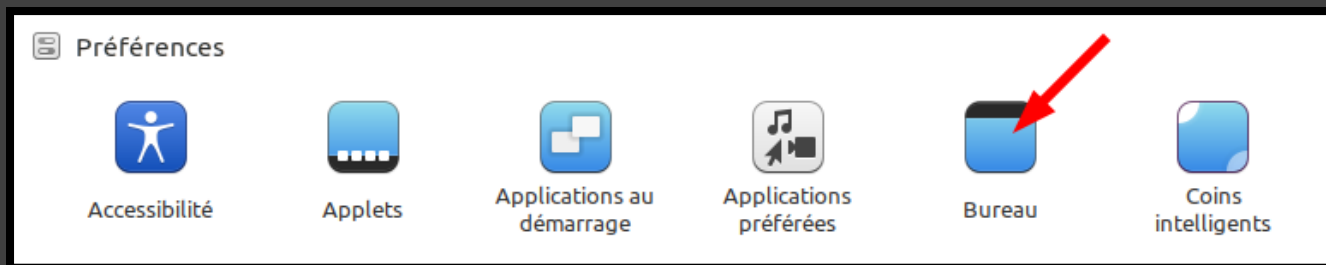 Préférences
Accessibilité
Applets
Applications au
démarrage
Applications
préférées
Bureau
Coins
intelligents